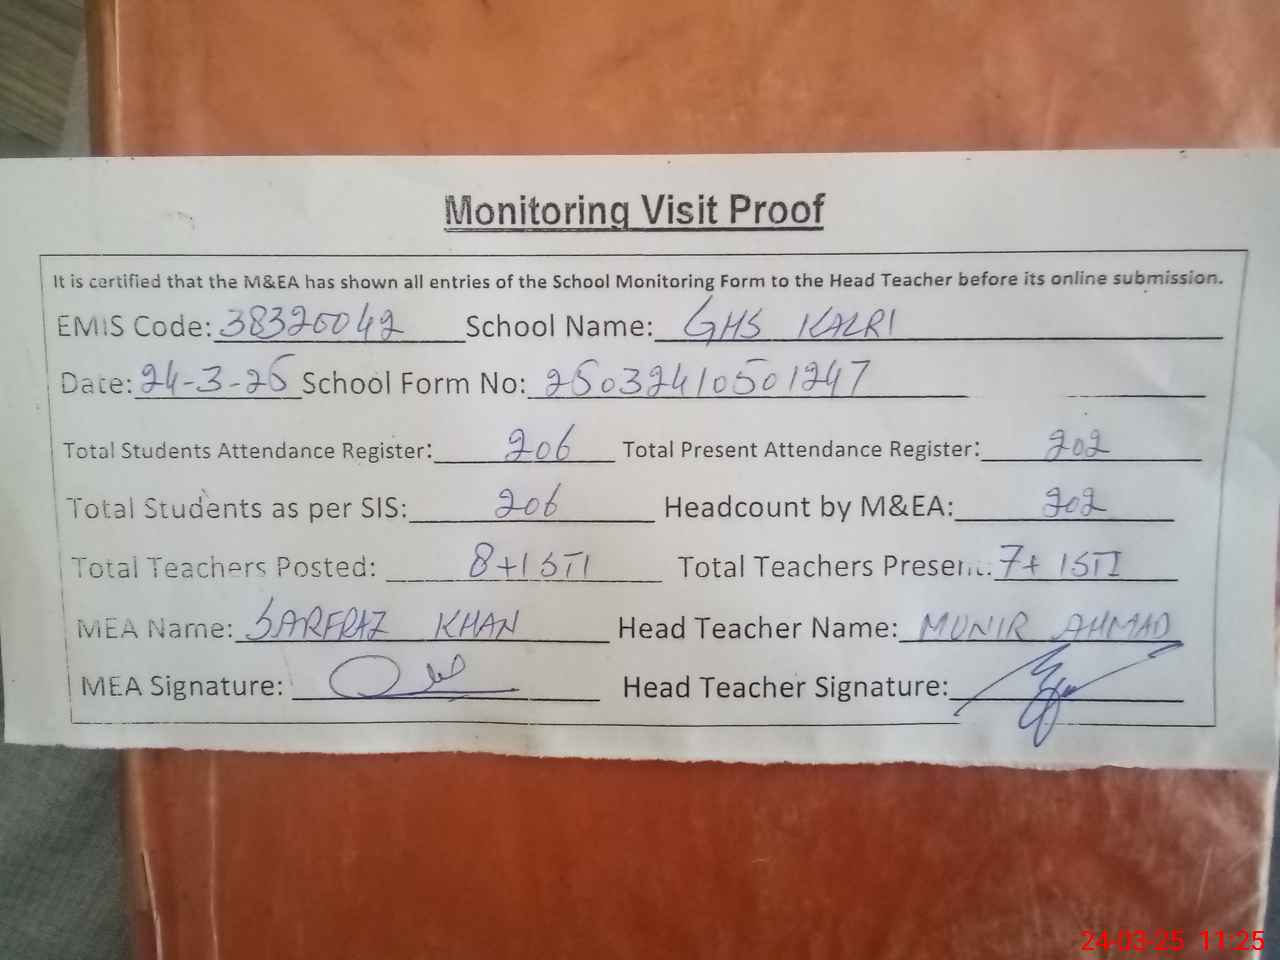 Monitoring Visit Proof
It is certified that the M&EA has shown all entries of the School Monitoring Form to the Head Teacher before its online submission.
EMIS Code: 38320042 School Name: GHS KALRI
Date: 24-3-25 School Form No: 25032410501247
Total Students Attendance Register: 206 Total Present Attendance Register: 202
Total Students as per SIS: 206 Headcount by M&EA: 202
Total Teachers Posted: 8+1STI Total Teachers Present: 7+1STI
MEA Name: SARFRAZ KHAN Head Teacher Name: MUNIR AHMAD
MEA Signature: Head Teacher Signature:
24-03-25 11:25